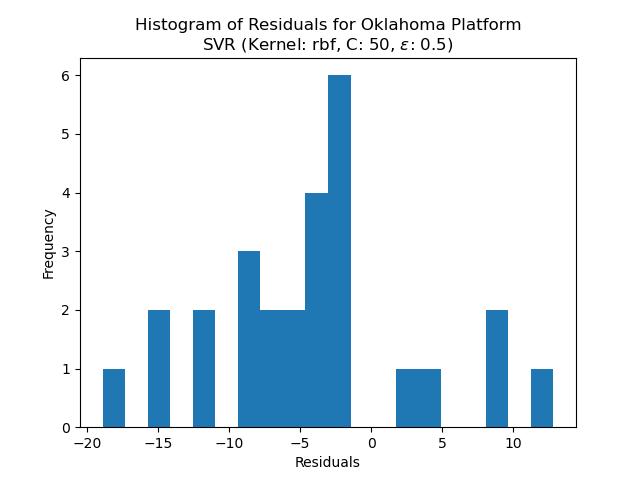 Histogram of Residuals for Oklahoma Platform
SVR (Kernel: rbf, C: 50, ε: 0.5)
Frequency
6
5
4
3
2
1
0
−20 −15 −10 −5 0 5 10
Residuals